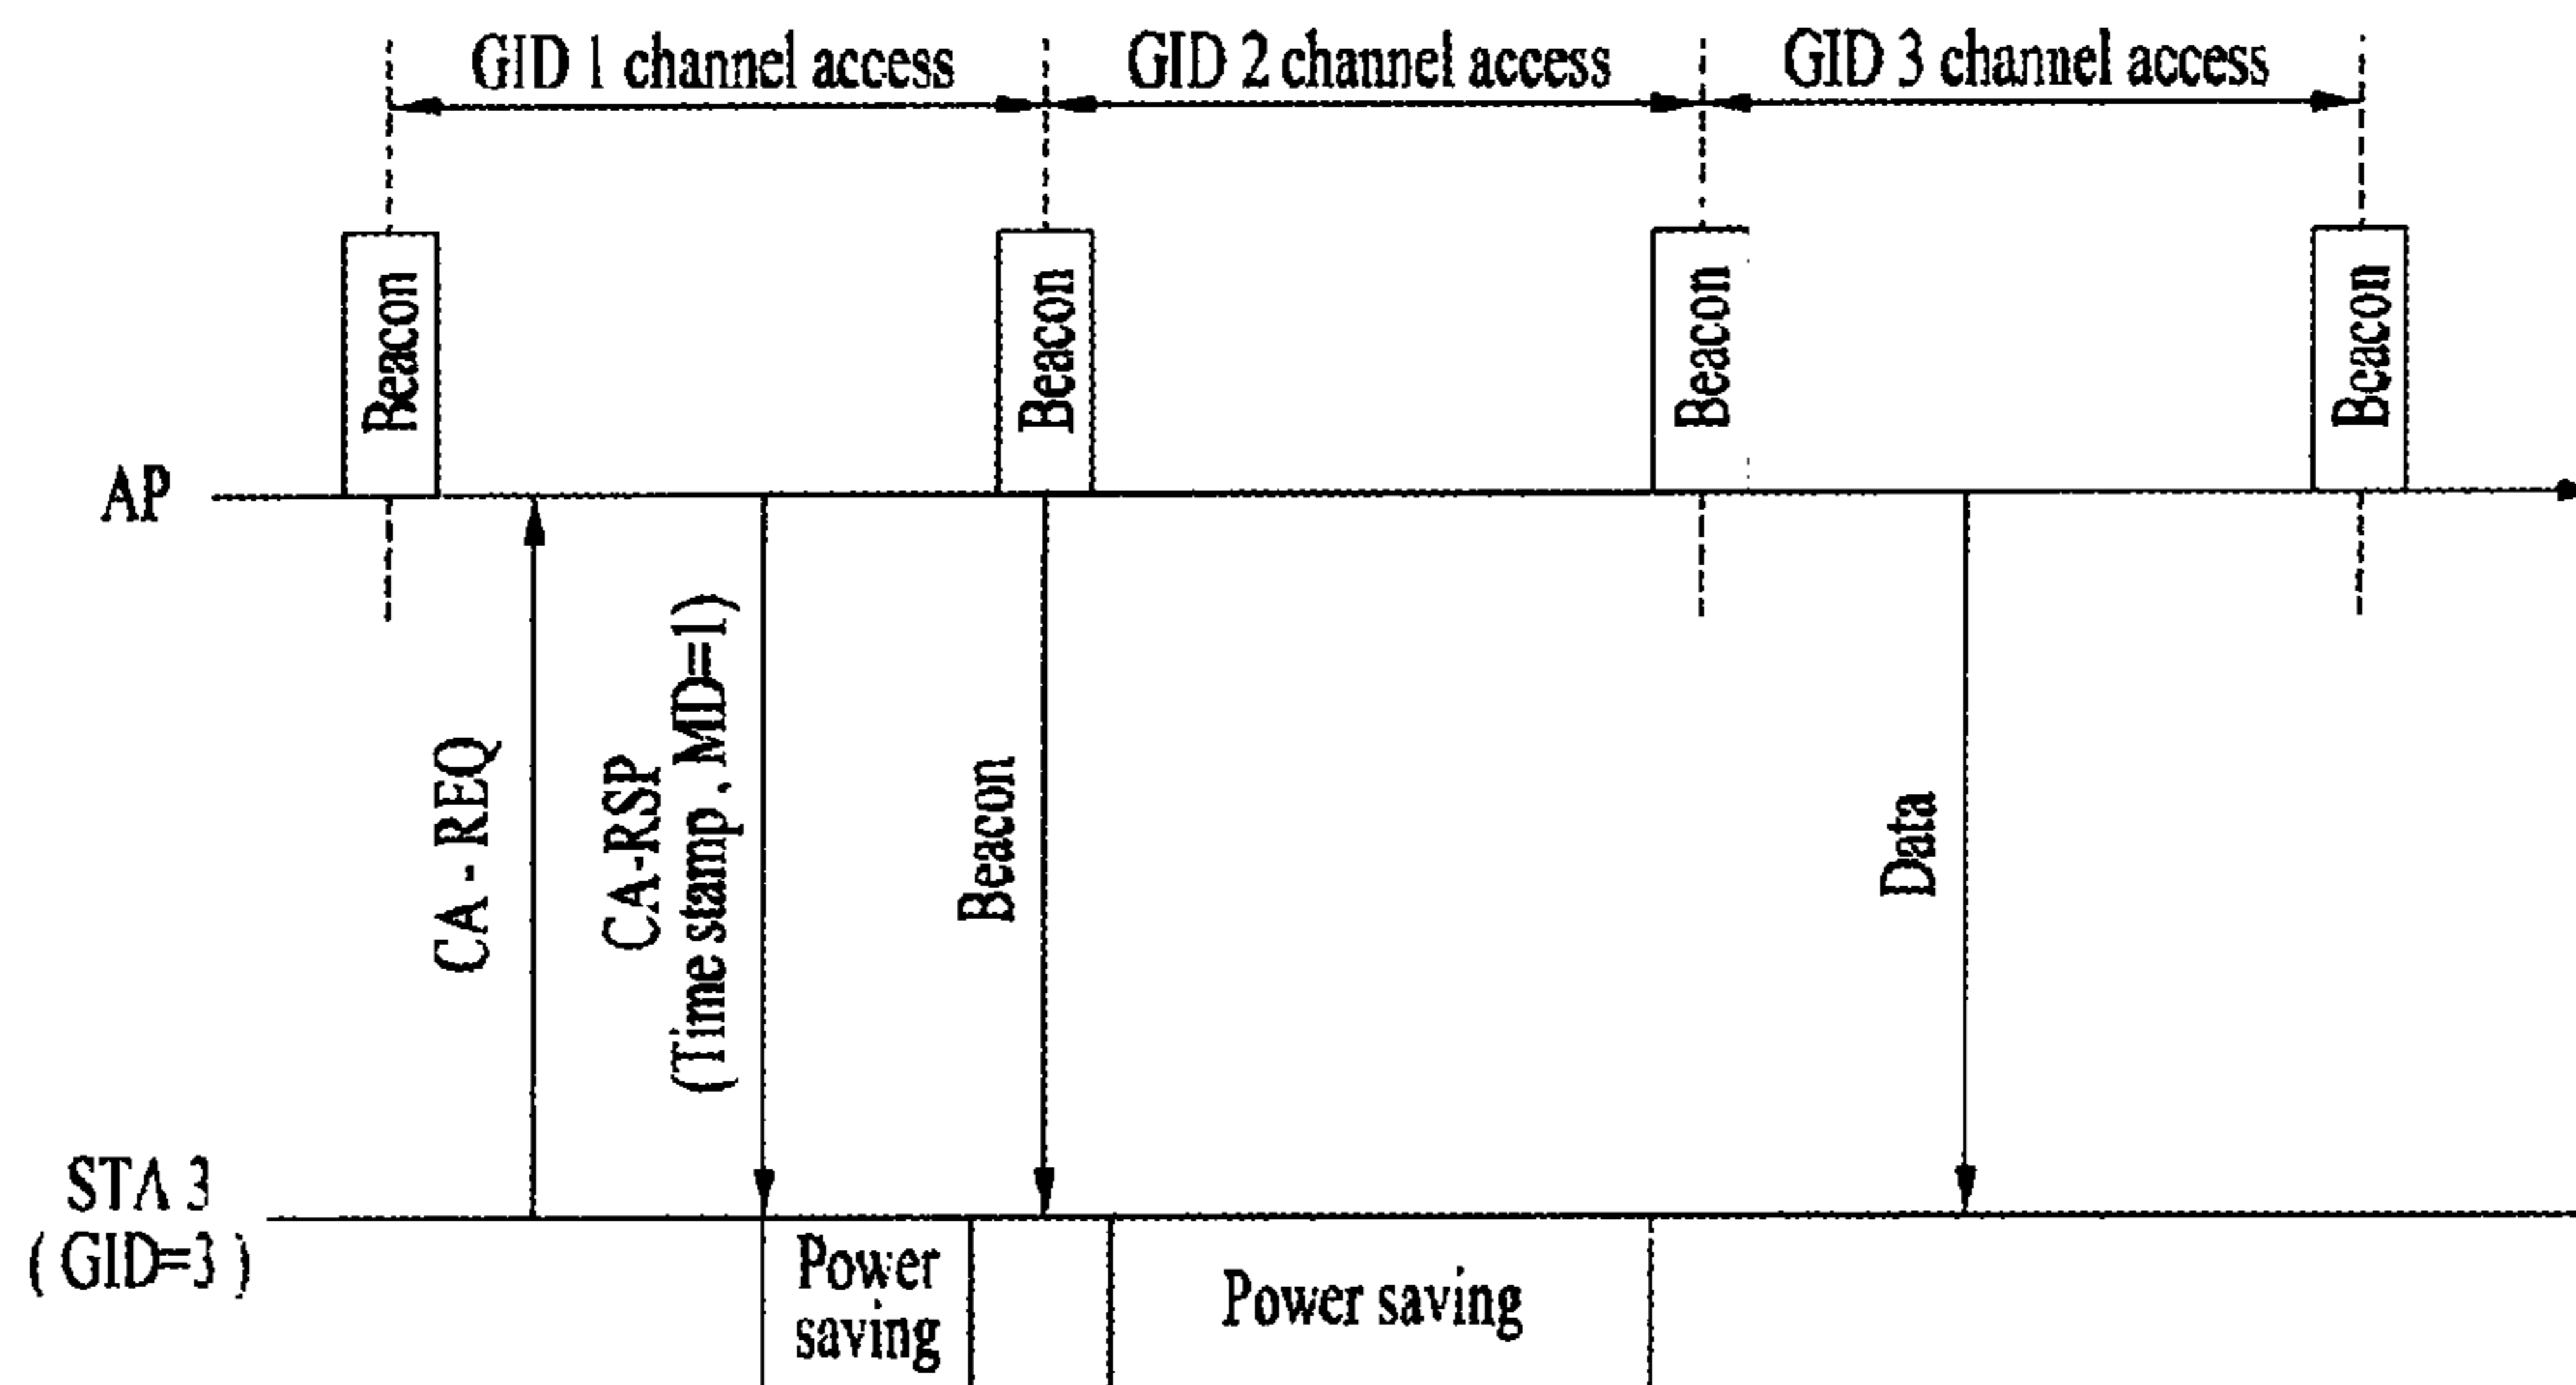 GID 1 channel access
GID 2 channel access
GID 3 channel access
Beacon
Beacon
Beacon
Beacon
AP
CA - REQ
CA-RSP
(Time stamp , MD=1)
Beacon
Data
STA 3
( GID=3 )
Power
saving
Power saving